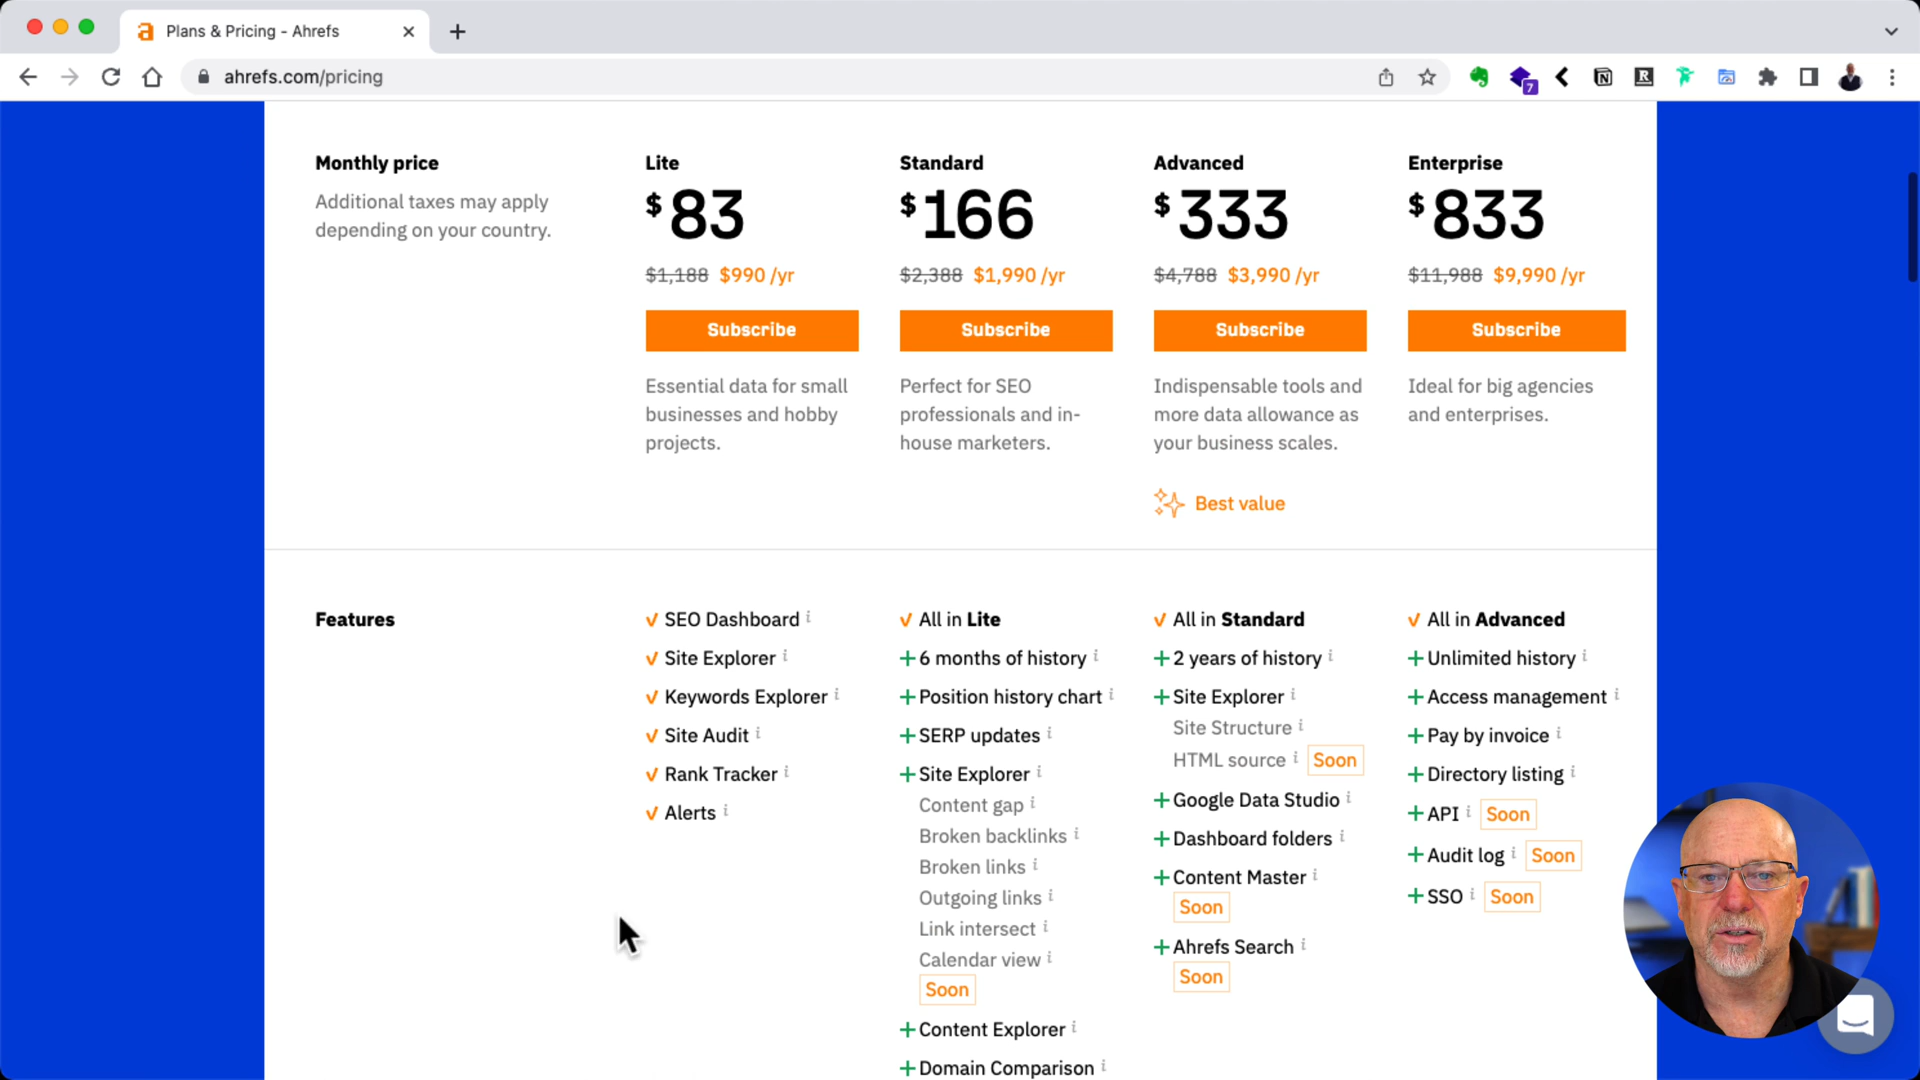 Plans & Pricing - Ahrefs
ahrefs.com/pricing
7
Monthly price
Additional taxes may apply
depending on your country.
Lite
$83
$1,188 $990 /yr
Subscribe
Essential data for small
businesses and hobby
projects.
Standard
$166
$2,388 $1,990 /yr
Subscribe
Perfect for SEO
professionals and in-
house marketers.
Advanced
$333
$4,788 $3,990 /yr
Subscribe
Indispensable tools and
more data allowance as
your business scales.
Best value
Enterprise
$833
$11,988 $9,990 /yr
Subscribe
Ideal for big agencies
and enterprises.
Features
SEO Dashboard i
Site Explorer i
Keywords Explorer i
Site Audit i
Rank Tracker i
Alerts i
All in Lite
+ 6 months of history i
+ Position history chart i
+ SERP updates i
+ Site Explorer i
Content gap i
Broken backlinks i
Broken links i
Outgoing links i
Link intersect i
Calendar view i
Soon
+ Content Explorer i
+ Domain Comparison i
All in Standard
+ 2 years of history i
+ Site Explorer i
Site Structure i
HTML source i Soon
+ Google Data Studio i
+ Dashboard folders i
+ Content Master i
Soon
+ Ahrefs Search i
Soon
All in Advanced
+ Unlimited history i
+ Access management i
+ Pay by invoice i
+ Directory listing i
+ API i Soon
+ Audit log i Soon
+ SSO i Soon